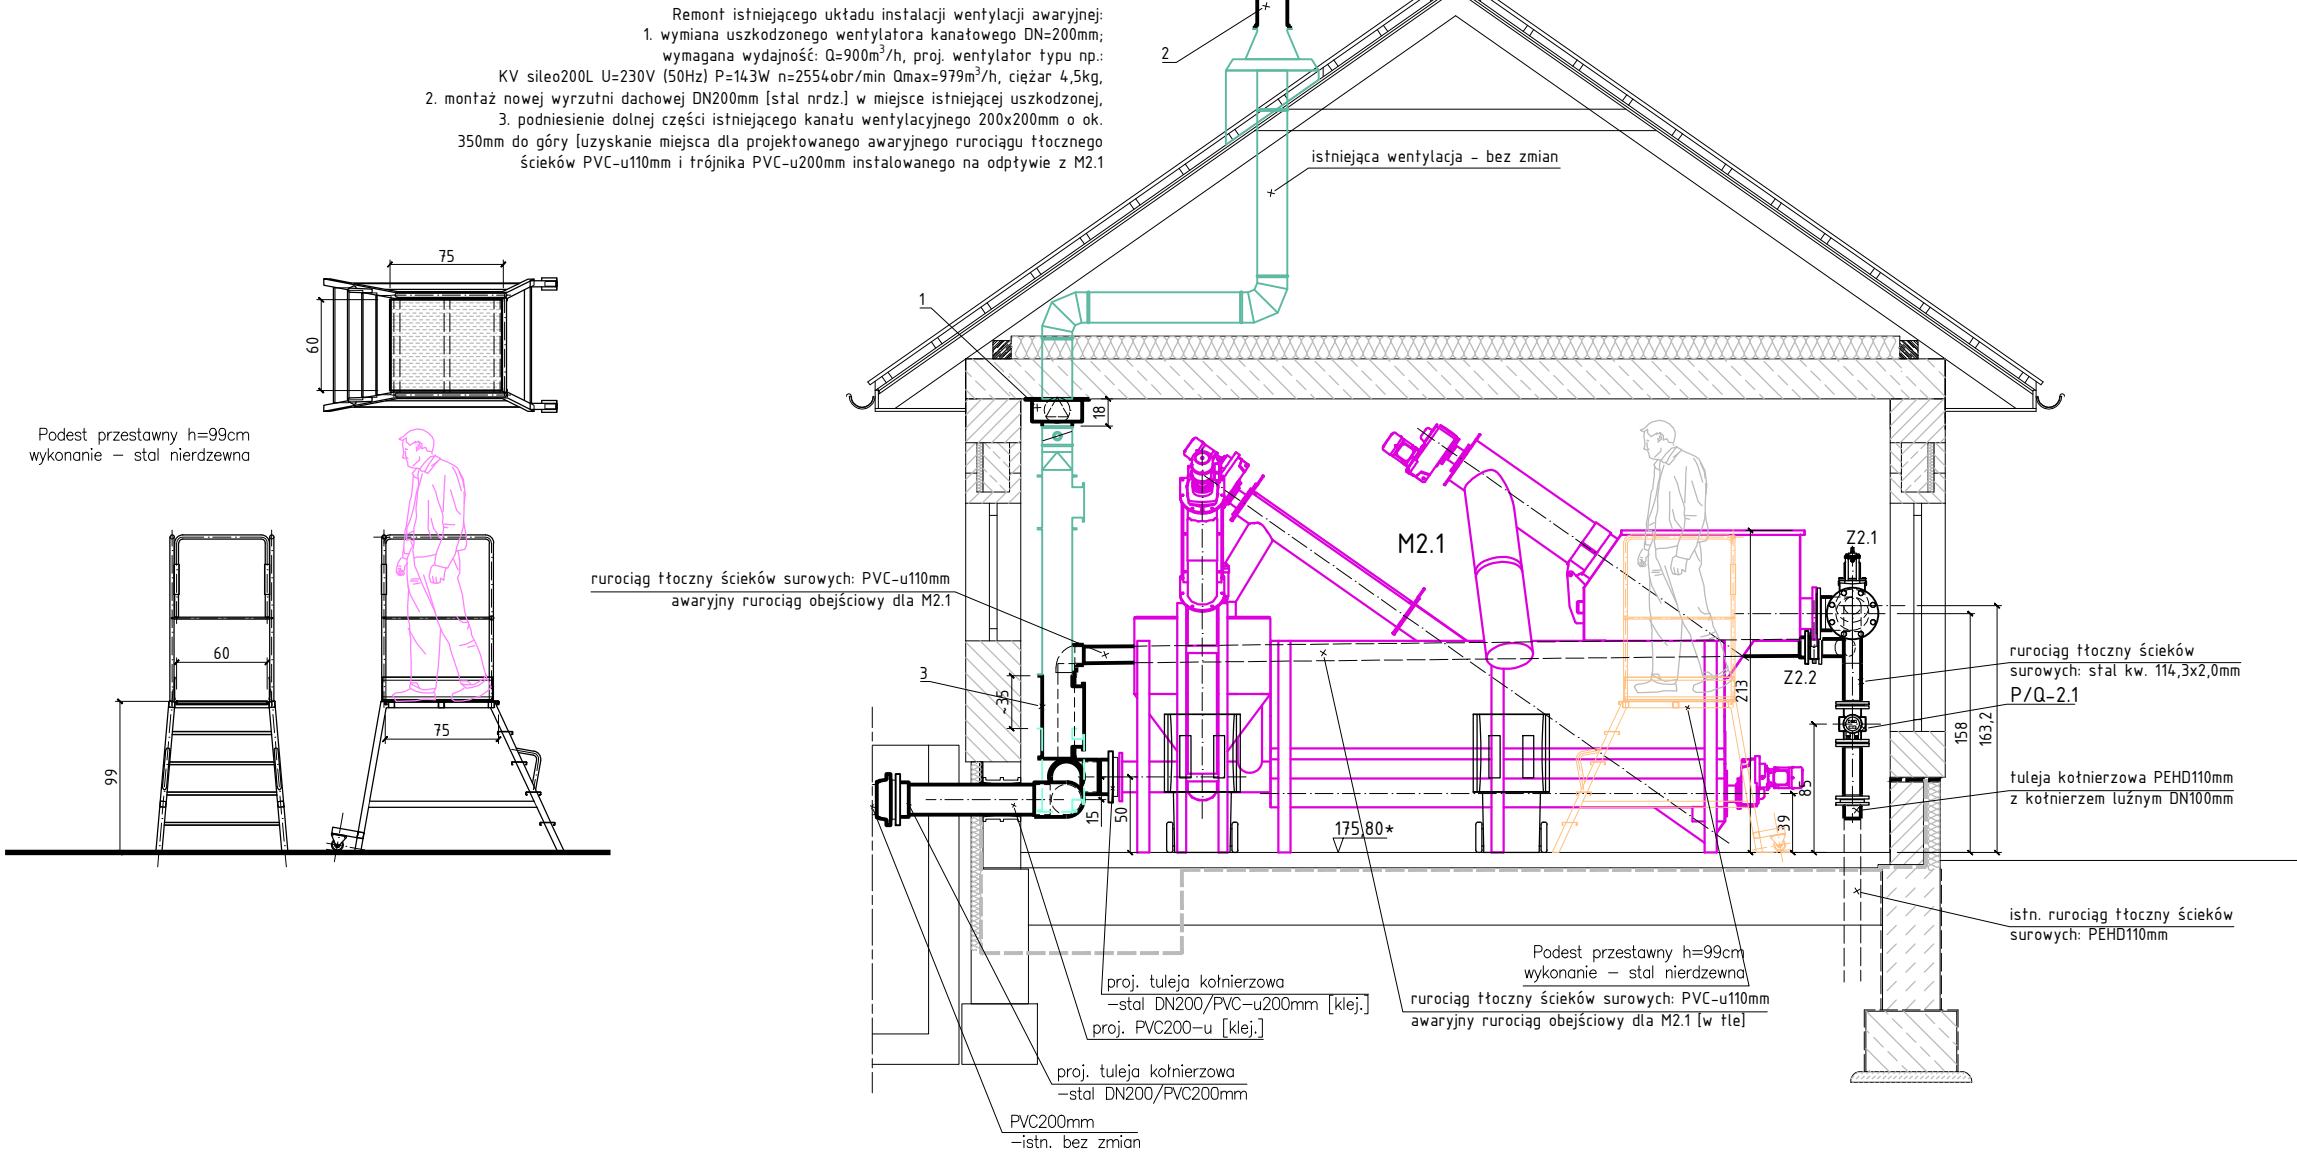 Remont istniejącego układu instalacji wentylacji awaryjnej:
1. wymiana uszkodzonego wentylatora kanałowego DN=200mm;
wymagana wydajność: Q=900m³/h, proj. wentylator typu np.:
KV sileo200L U=230V (50Hz) P=143W n=2554obr/min Qmax=979m³/h, ciężar 4,5kg,
2. montaż nowej wyrzutni dachowej DN200mm [stal nrdz.] w miejsce istniejącej uszkodzonej,
3. podniesienie dolnej części istniejącego kanału wentylacyjnego 200x200mm o ok.
350mm do góry [uzyskanie miejsca dla projektowanego awaryjnego rurociągu tłocznego
ścieków PVC-u110mm i trójnika PVC-u200mm instalowanego na odpływie z M2.1
2
istniejąca wentylacja - bez zmian
75
60
1
18
Podest przestawny h=99cm
wykonanie – stal nierdzewna
60
75
99
M2.1
Z2.1
rurociąg tłoczny ścieków surowych: PVC-u110mm
awaryjny rurociąg obejściowy dla M2.1
3
~35
Z2.2
213
rurociąg tłoczny ścieków
surowych: stal kw. 114,3x2,0mm
P/Q-2.1
158
163,2
tuleja kołnierzowa PEHD110mm
z kołnierzem luźnym DN100mm
85
39
15
50
175,80*
istn. rurociąg tłoczny ścieków
surowych: PEHD110mm
Podest przestawny h=99cm
wykonanie – stal nierdzewna
rurociąg tłoczny ścieków surowych: PVC-u110mm
awaryjny rurociąg obejściowy dla M2.1 [w tle]
proj. tuleja kołnierzowa
–stal DN200/PVC–u200mm [klej.]
proj. PVC200–u [klej.]
proj. tuleja kołnierzowa
–stal DN200/PVC200mm
PVC200mm
–istn. bez zmian